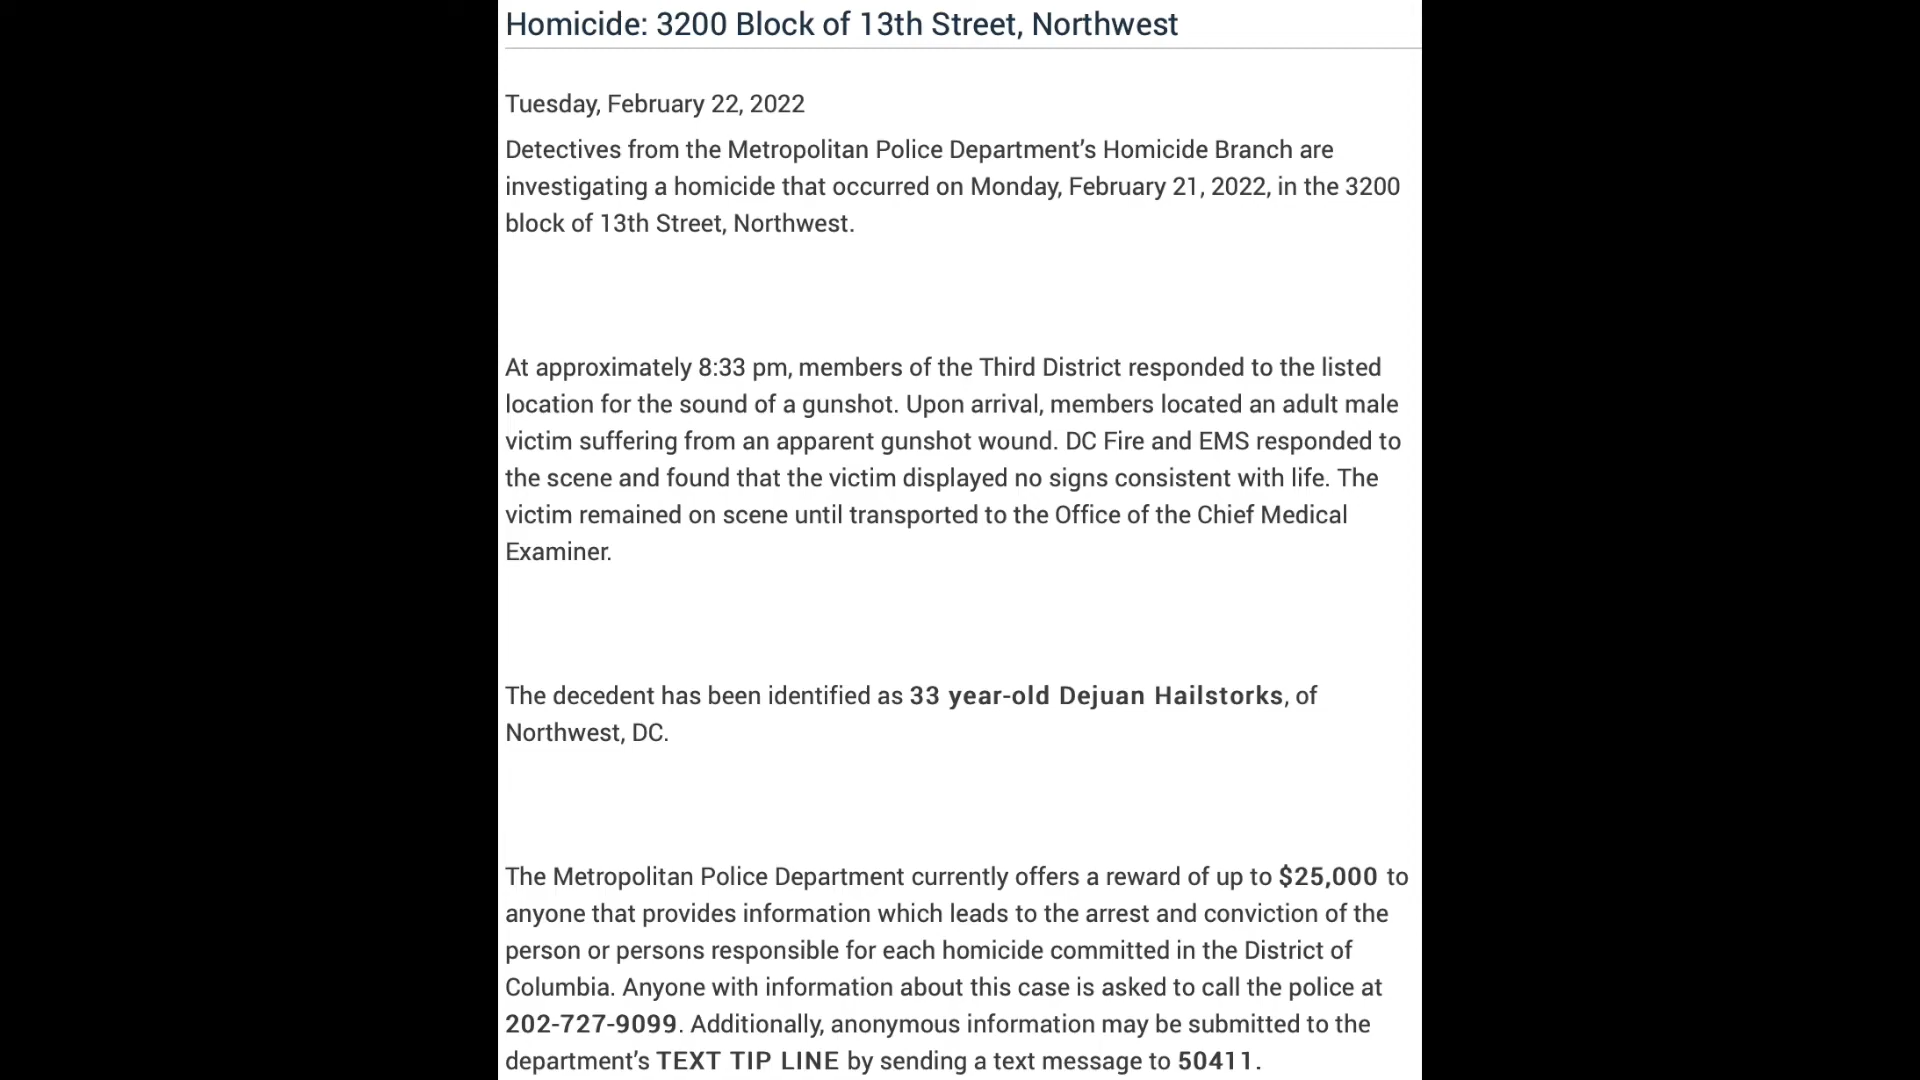 Homicide: 3200 Block of 13th Street, Northwest
Tuesday, February 22, 2022
Detectives from the Metropolitan Police Department’s Homicide Branch are
investigating a homicide that occurred on Monday, February 21, 2022, in the 3200
block of 13th Street, Northwest.
At approximately 8:33 pm, members of the Third District responded to the listed
location for the sound of a gunshot. Upon arrival, members located an adult male
victim suffering from an apparent gunshot wound. DC Fire and EMS responded to
the scene and found that the victim displayed no signs consistent with life. The
victim remained on scene until transported to the Office of the Chief Medical
Examiner.
The decedent has been identified as 33 year-old Dejuan Hailstorks, of
Northwest, DC.
The Metropolitan Police Department currently offers a reward of up to $25,000 to
anyone that provides information which leads to the arrest and conviction of the
person or persons responsible for each homicide committed in the District of
Columbia. Anyone with information about this case is asked to call the police at
202-727-9099. Additionally, anonymous information may be submitted to the
department’s TEXT TIP LINE by sending a text message to 50411.